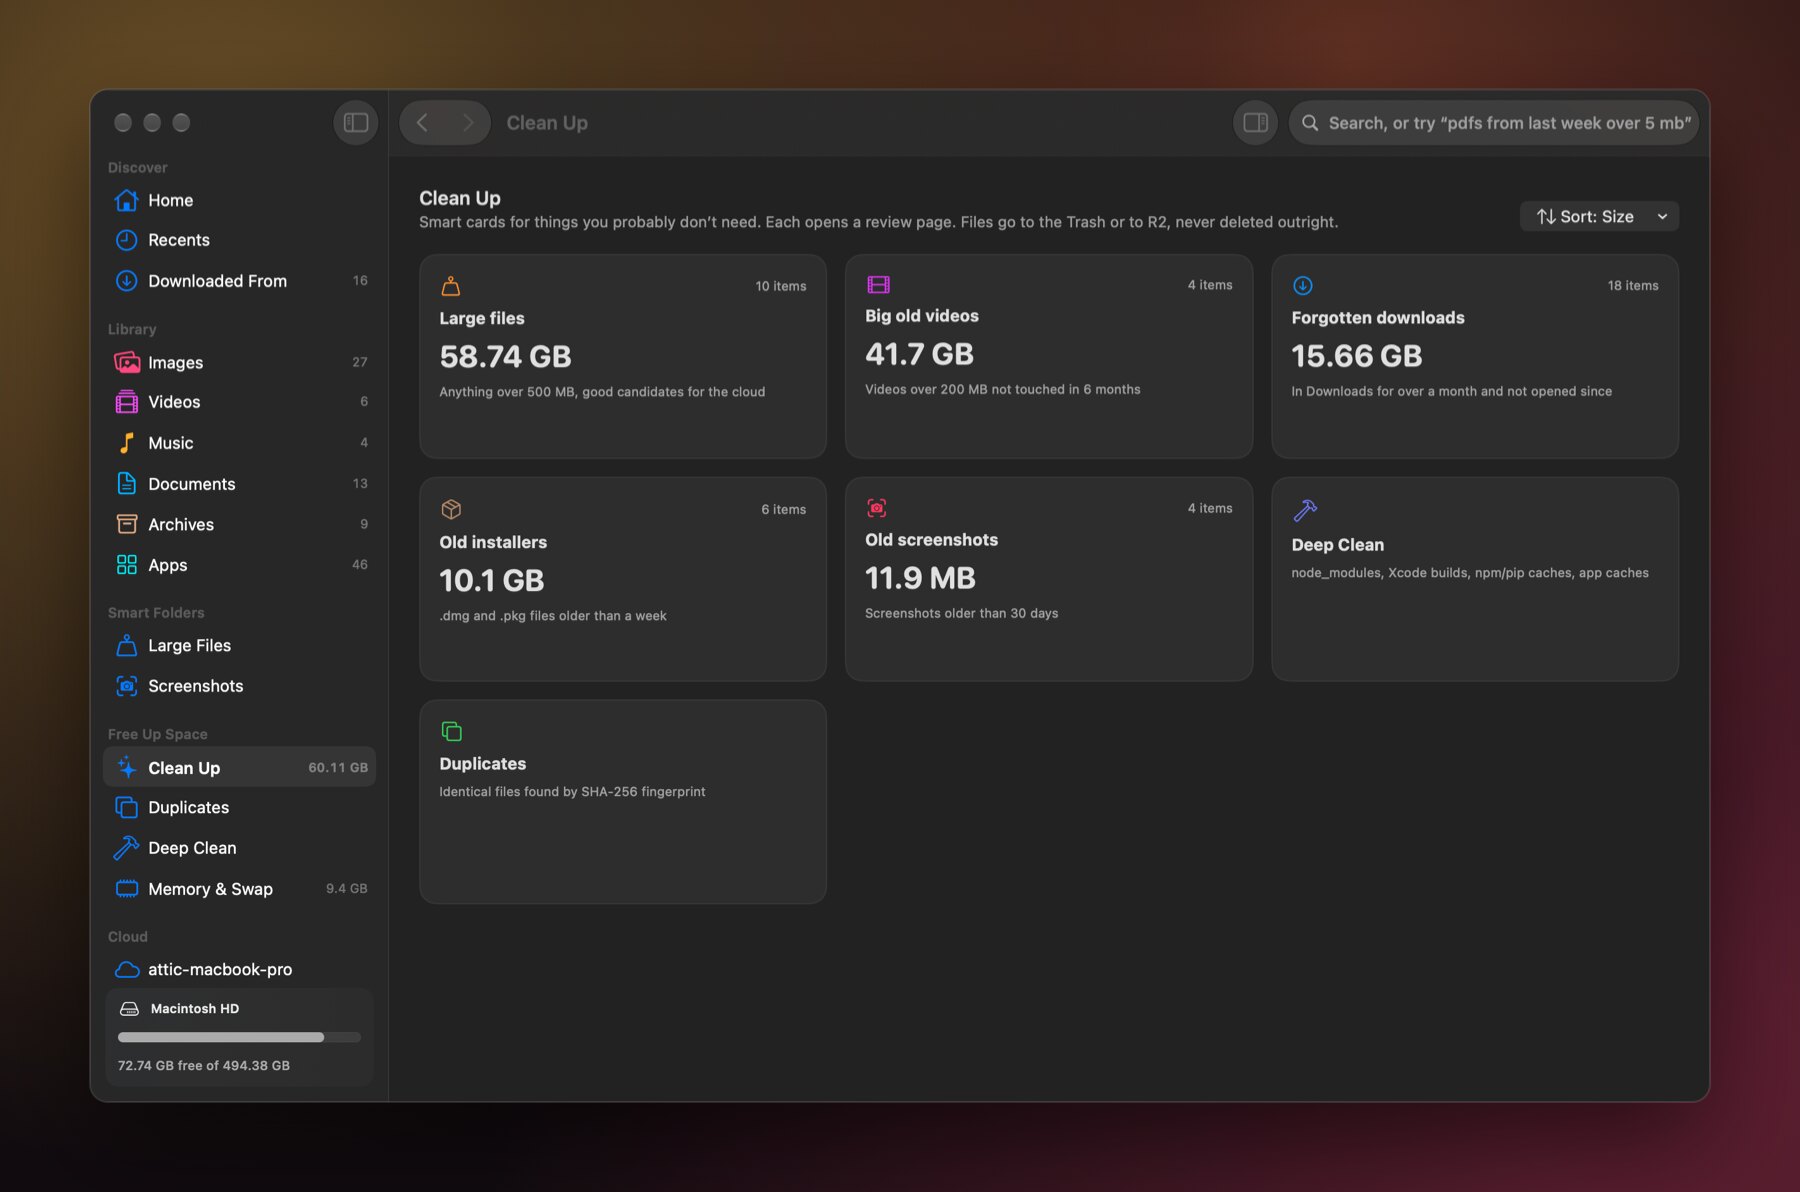 Discover
Home
Recents
Downloaded From 16
Library
Images 27
Videos 6
Music 4
Documents 13
Archives 9
Apps 46
Smart Folders
Large Files
Screenshots
Free Up Space
Clean Up 60.11 GB
Duplicates
Deep Clean
Memory & Swap 9.4 GB
Cloud
attic-macbook-pro
Macintosh HD
72.74 GB free of 494.38 GB
Clean Up
Search, or try “pdfs from last week over 5 mb”
Clean Up
Smart cards for things you probably don’t need. Each opens a review page. Files go to the Trash or to R2, never deleted outright.
Sort: Size
10 items
Large files
58.74 GB
Anything over 500 MB, good candidates for the cloud
4 items
Big old videos
41.7 GB
Videos over 200 MB not touched in 6 months
18 items
Forgotten downloads
15.66 GB
In Downloads for over a month and not opened since
6 items
Old installers
10.1 GB
.dmg and .pkg files older than a week
4 items
Old screenshots
11.9 MB
Screenshots older than 30 days
Deep Clean
node_modules, Xcode builds, npm/pip caches, app caches
Duplicates
Identical files found by SHA-256 fingerprint